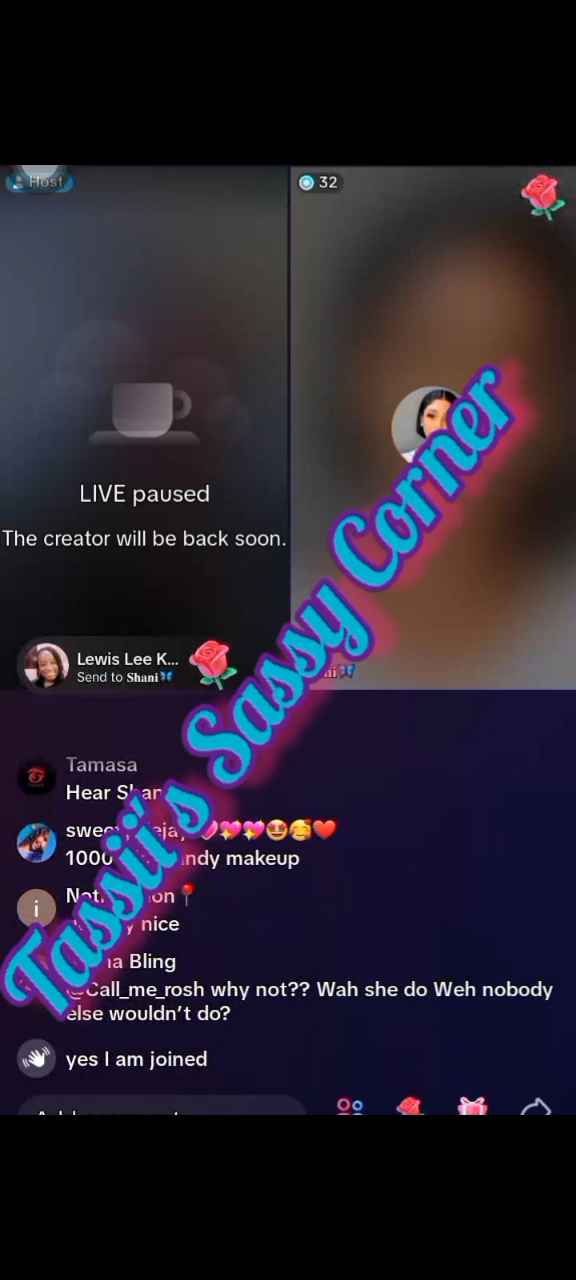 Host
32
LIVE paused
The creator will be back soon.
Lewis Lee K...
Send to Shani🦋
Tassii's Sassy Corner
Tamasa
Hear
💖💖🤩🥰❤️
makeup
📍
nice
Bling
@Call_me_rosh why not?? Wah she do Weh nobody
else wouldn't do?
yes I am joined